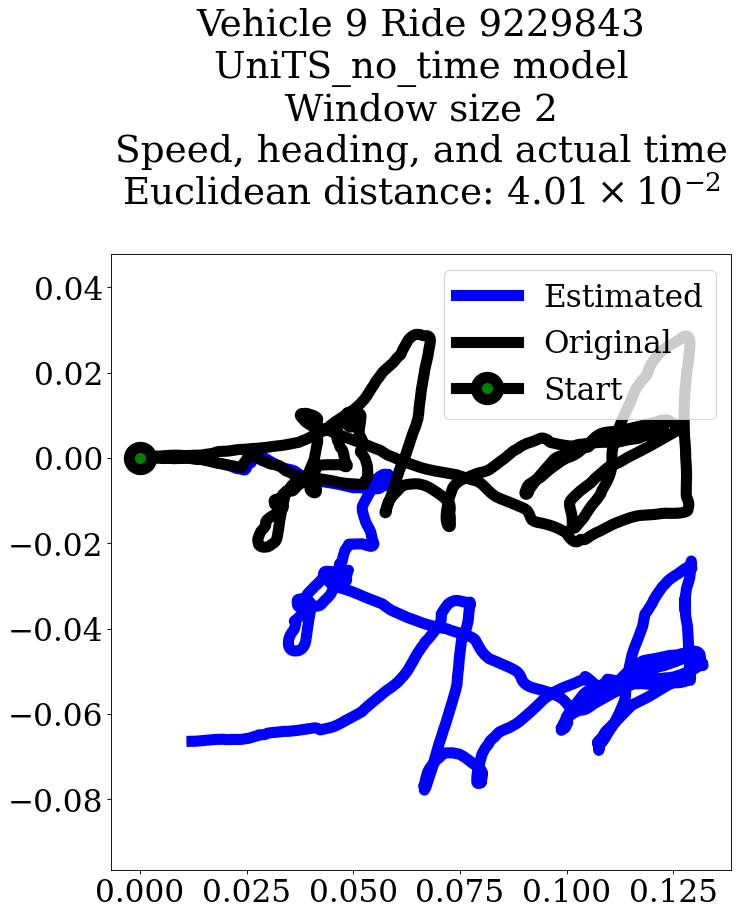 Vehicle 9 Ride 9229843
UniTS_no_time model
Window size 2
Speed, heading, and actual time
Euclidean distance: 4.01 × 10⁻²
Estimated
Original
Start
0.04
0.02
0.00
−0.02
−0.04
−0.06
−0.08
0.000 0.025 0.050 0.075 0.100 0.125